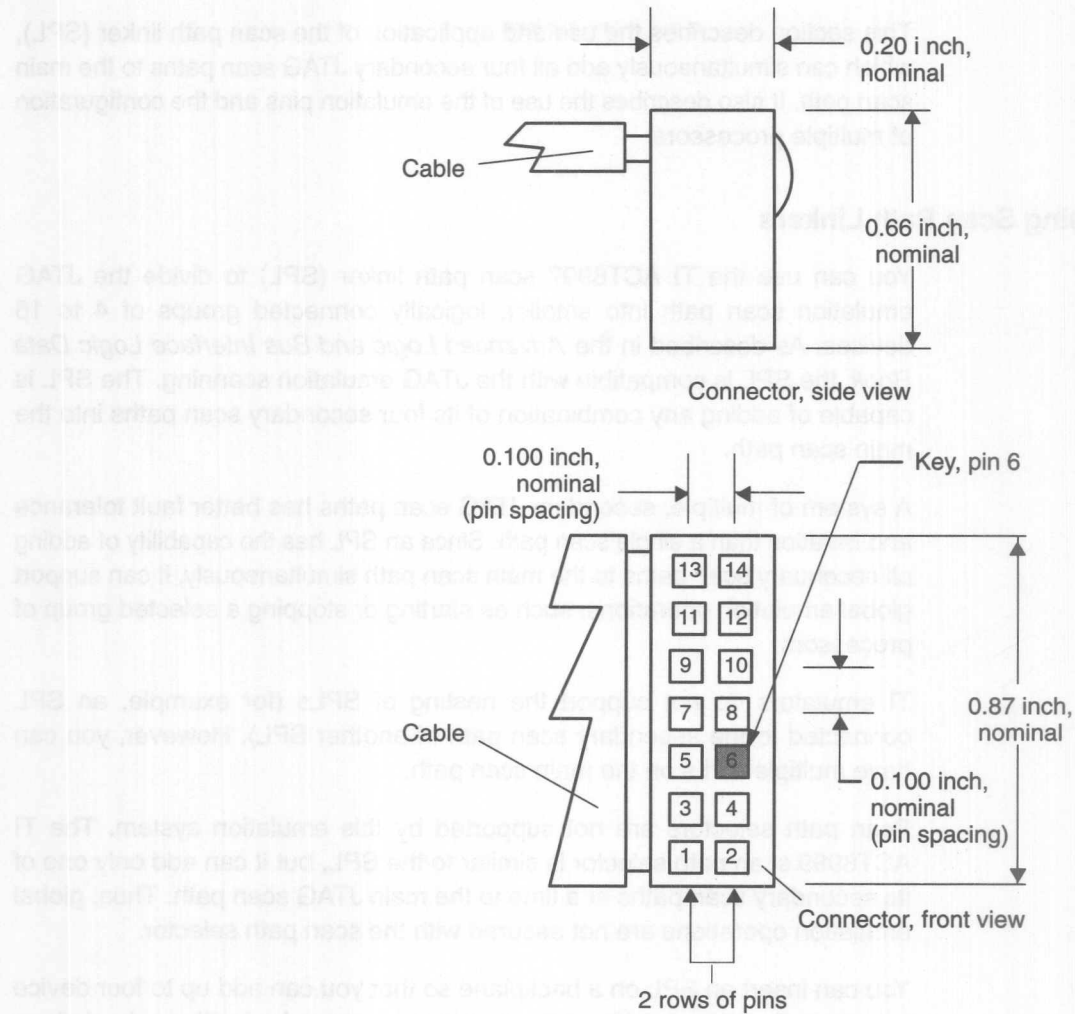 0.20 i nch,
nominal
Cable
0.66 inch,
nominal
Connector, side view
0.100 inch,
nominal
(pin spacing)
Key, pin 6
13 14
11 12
9 10
7 8
5 6
3 4
1 2
Cable
0.87 inch,
nominal
0.100 inch,
nominal
(pin spacing)
Connector, front view
2 rows of pins